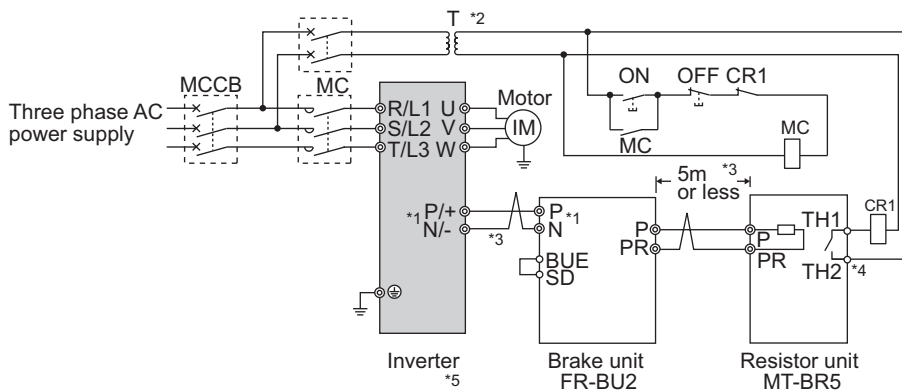 T *2
ON OFF CR1
MCCB MC
Three phase AC
power supply
R/L1 U Motor
S/L2 V IM
T/L3 W
MC
MC
5m *3
or less
*1 P/+ P *1
N/- *3 N
P
PR
P
PR
TH1
TH2 *4
CR1
BUE
SD
Inverter
*5
Brake unit
FR-BU2
Resistor unit
MT-BR5